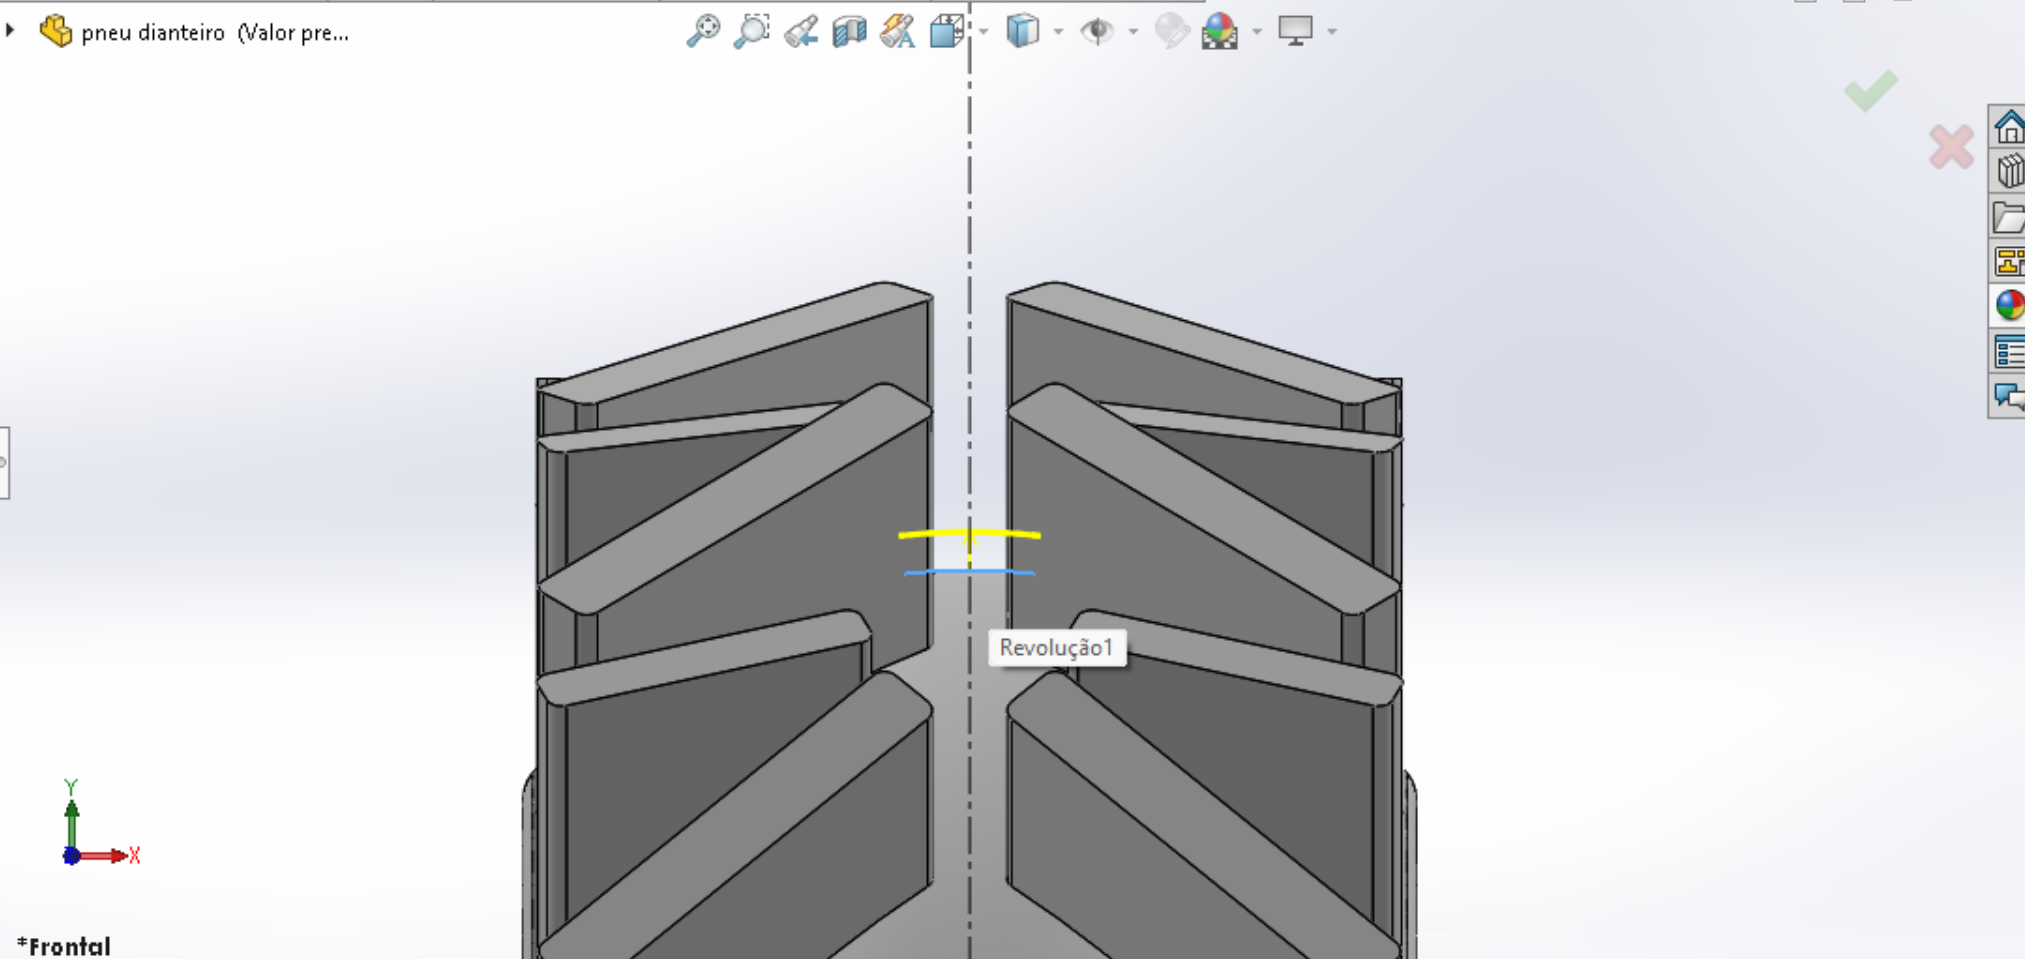 pneu dianteiro (Valor pre...
Revolução1
Y
X
*Frontal